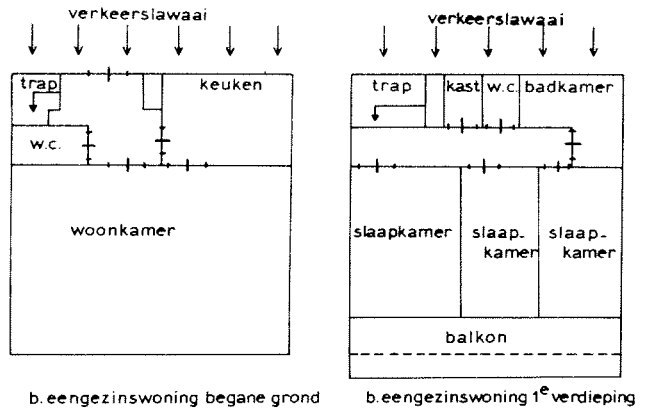 verkeerslawaai
trap
keuken
w.c.
woonkamer
b. eengezinswoning begane grond
verkeerslawaai
trap
kast
w.c.
badkamer
slaapkamer
slaap-
kamer
slaap-
kamer
balkon
b. eengezinswoning 1e verdieping